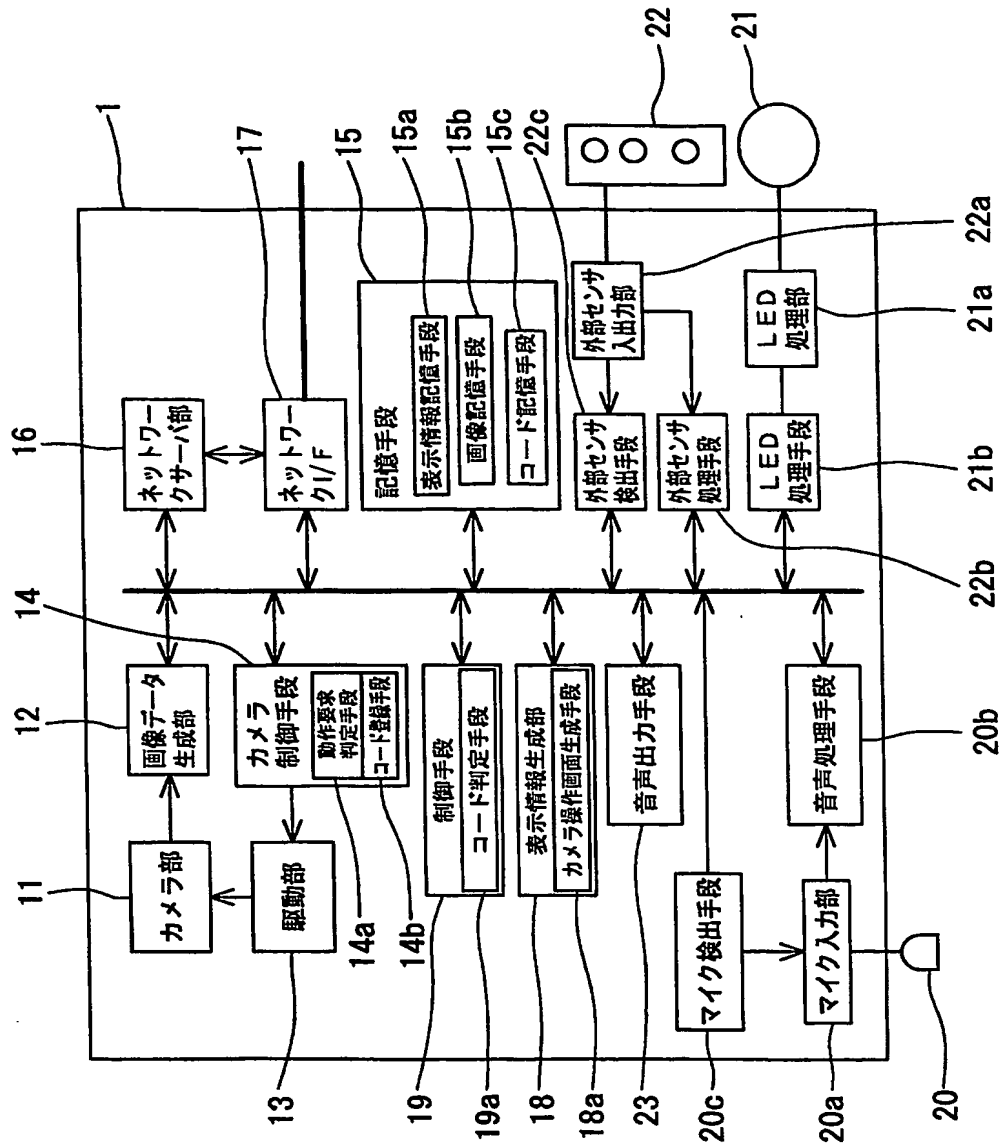 11
12
14
16
1
カメラ部
画像データ
生成部
ネットワー
クサーバ部
17
駆動部
カメラ
制御手段
動作要求
判定手段
コード登録手段
ネットワー
クI/F
13
14a
14b
15
15a
15b
15c
記憶手段
表示情報記憶手段
画像記憶手段
コード記憶手段
19
19a
制御手段
コード判定手段
18
18a
表示情報生成部
カメラ操作画面生成手段
22c
22
外部センサ
検出手段
外部センサ
入出力部
23
音声出力手段
外部センサ
処理手段
22a
22b
20c
マイク検出手段
21
LED
処理手段
LED
処理部
21b
21a
20a
マイク入力部
音声処理手段
20b
20